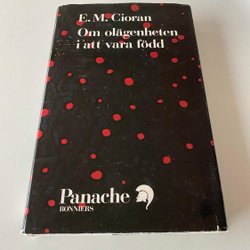 E. M. Cioran
Om olägenheten
i att vara född
Panache
BONNIERS